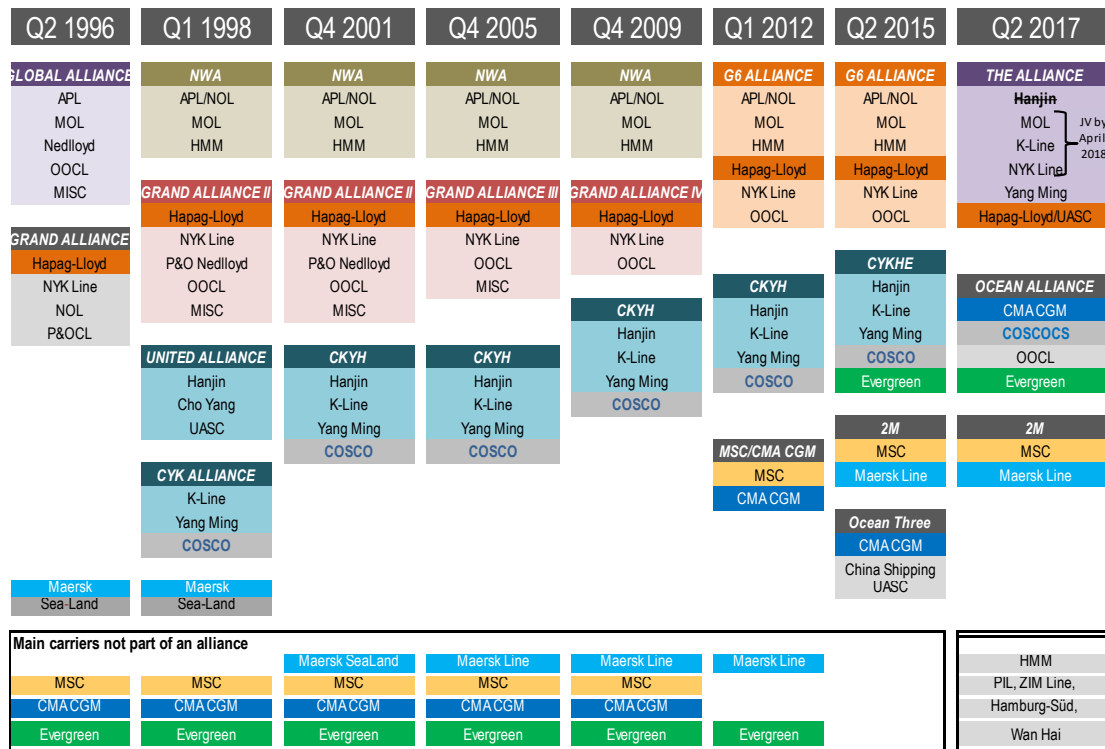 Q2 1996
Q1 1998
Q4 2001
Q4 2005
Q4 2009
Q1 2012
Q2 2015
Q2 2017
GLOBAL ALLIANCE
APL
MOL
Nedlloyd
OOCL
MISC
GRAND ALLIANCE
Hapag-Lloyd
NYK Line
NOL
P&OCL
Maersk
Sea-Land
NWA
APL/NOL
MOL
HMM
GRAND ALLIANCE II
Hapag-Lloyd
NYK Line
P&O Nedlloyd
OOCL
MISC
UNITED ALLIANCE
Hanjin
Cho Yang
UASC
CYK ALLIANCE
K-Line
Yang Ming
COSCO
Maersk
Sea-Land
NWA
APL/NOL
MOL
HMM
GRAND ALLIANCE II
Hapag-Lloyd
NYK Line
P&O Nedlloyd
OOCL
MISC
CKYH
Hanjin
K-Line
Yang Ming
COSCO
NWA
APL/NOL
MOL
HMM
GRAND ALLIANCE III
Hapag-Lloyd
NYK Line
OOCL
MISC
CKYH
Hanjin
K-Line
Yang Ming
COSCO
NWA
APL/NOL
MOL
HMM
GRAND ALLIANCE IV
Hapag-Lloyd
NYK Line
OOCL
CKYH
Hanjin
K-Line
Yang Ming
COSCO
G6 ALLIANCE
APL/NOL
MOL
HMM
Hapag-Lloyd
NYK Line
OOCL
CKYH
Hanjin
K-Line
Yang Ming
COSCO
MSC/CMA CGM
MSC
CMA CGM
G6 ALLIANCE
APL/NOL
MOL
HMM
Hapag-Lloyd
NYK Line
OOCL
CYKHE
Hanjin
K-Line
Yang Ming
COSCO
Evergreen
2M
MSC
Maersk Line
Ocean Three
CMA CGM
China Shipping
UASC
THE ALLIANCE
Hanjin
MOL
K-Line
NYK Line
JV by
April
2018
Yang Ming
Hapag-Lloyd/UASC
OCEAN ALLIANCE
CMA CGM
COSCOCS
OOCL
Evergreen
2M
MSC
Maersk Line
Main carriers not part of an alliance
Maersk SeaLand
Maersk Line
Maersk Line
Maersk Line
HMM
MSC
MSC
MSC
MSC
MSC
PIL, ZIM Line,
CMA CGM
CMA CGM
CMA CGM
CMA CGM
CMA CGM
Hamburg-Süd,
Evergreen
Evergreen
Evergreen
Evergreen
Evergreen
Evergreen
Wan Hai